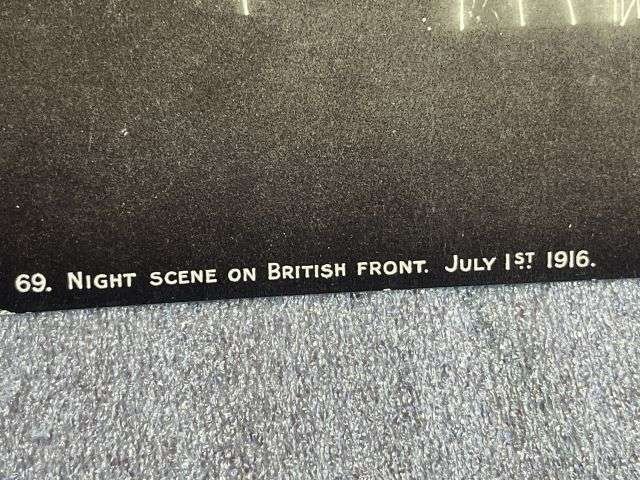 69. Night scene on British front. July 1st 1916.